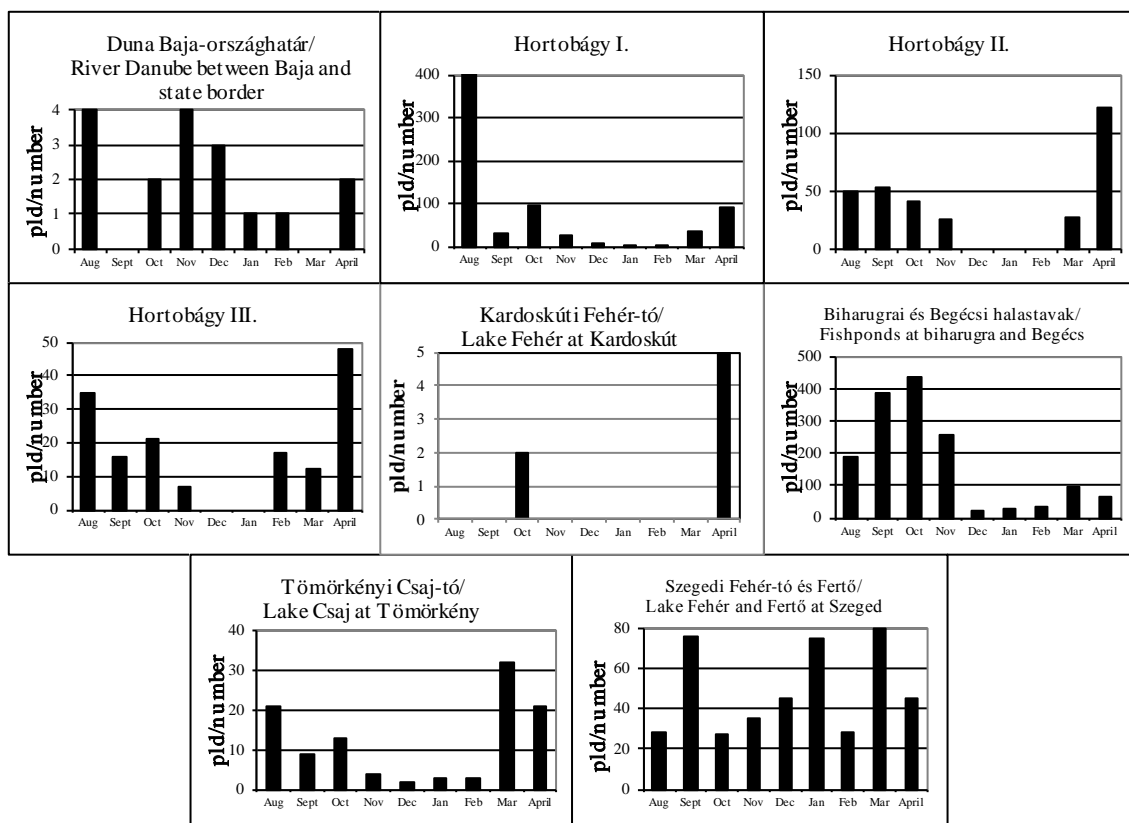 Duna Baja-országhatár/
River Danube between Baja and
state border
pld/number
4
3
2
1
0
Aug Sept Oct Nov Dec Jan Feb Mar April
Hortobágy I.
pld/number
400
300
200
100
0
Aug Sept Oct Nov Dec Jan Feb Mar April
Hortobágy II.
pld/number
150
100
50
0
Aug Sept Oct Nov Dec Jan Feb Mar April
Hortobágy III.
pld/number
50
40
30
20
10
0
Aug Sept Oct Nov Dec Jan Feb Mar April
Kardoskúti Fehér-tó/
Lake Fehér at Kardoskút
pld/number
5
4
3
2
1
0
Aug Sept Oct Nov Dec Jan Feb Mar April
Biharugrai és Begécsi halastavak/
Fishponds at biharugra and Begécs
pld/number
500
400
300
200
100
0
Aug Sept Oct Nov Dec Jan Feb Mar April
Tömörkényi Csaj-tó/
Lake Csaj at Tömörkény
pld/number
40
30
20
10
0
Aug Sept Oct Nov Dec Jan Feb Mar April
Szegedi Fehér-tó és Fertő/
Lake Fehér and Fertő at Szeged
pld/number
80
60
40
20
0
Aug Sept Oct Nov Dec Jan Feb Mar April